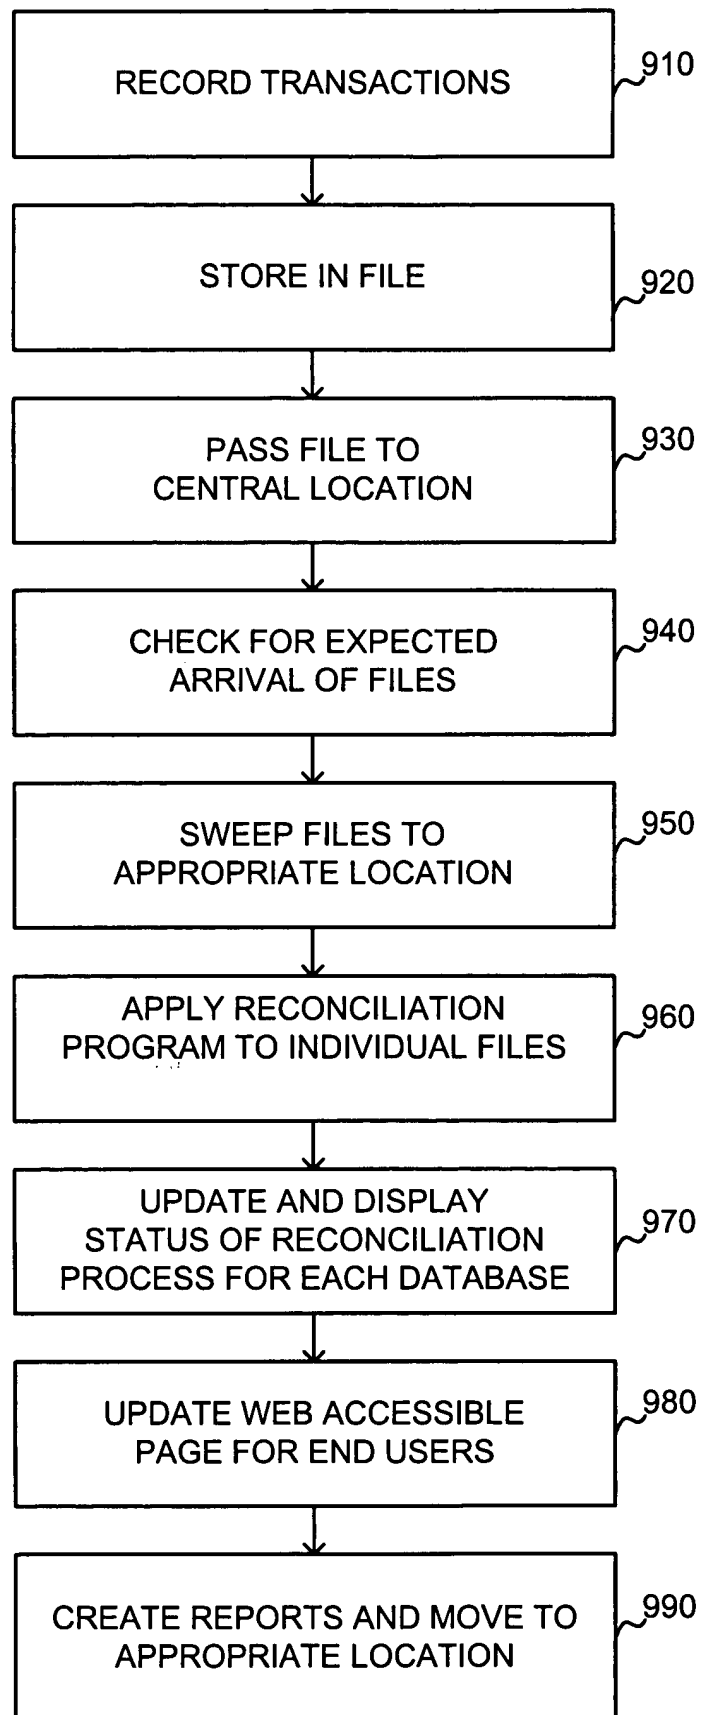 RECORD TRANSACTIONS
910
STORE IN FILE
920
PASS FILE TO
CENTRAL LOCATION
930
CHECK FOR EXPECTED
ARRIVAL OF FILES
940
SWEEP FILES TO
APPROPRIATE LOCATION
950
APPLY RECONCILIATION
PROGRAM TO INDIVIDUAL FILES
960
UPDATE AND DISPLAY
STATUS OF RECONCILIATION
PROCESS FOR EACH DATABASE
970
UPDATE WEB ACCESSIBLE
PAGE FOR END USERS
980
CREATE REPORTS AND MOVE TO
APPROPRIATE LOCATION
990